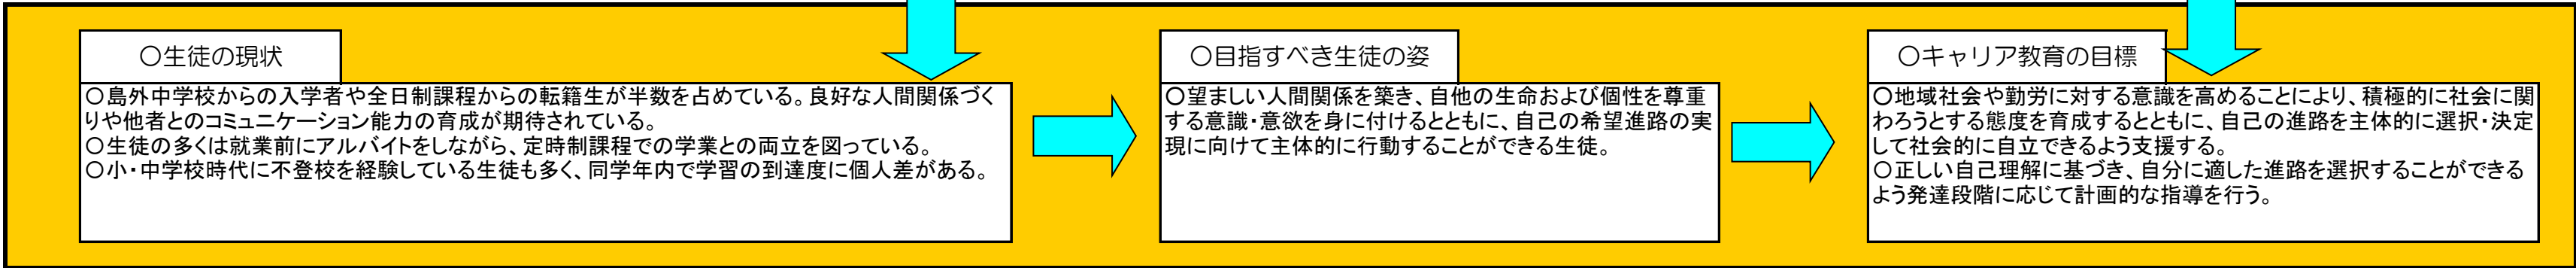 ○生徒の現状
○島外中学校からの入学者や全日制課程からの転籍生が半数を占めている。良好な人間関係づく
りや他者とのコミュニケーション能力の育成が期待されている。
○生徒の多くは就業前にアルバイトをしながら、定時制課程での学業との両立を図っている。
○小・中学校時代に不登校を経験している生徒も多く、同学年内で学習の到達度に個人差がある。
○目指すべき生徒の姿
○望ましい人間関係を築き、自他の生命および個性を尊重
する意識・意欲を身に付けるとともに、自己の希望進路の実
現に向けて主体的に行動することができる生徒。
○キャリア教育の目標
○地域社会や勤労に対する意識を高めることにより、積極的に社会に関
わろうとする態度を育成するとともに、自己の進路を主体的に選択・決定
して社会的に自立できるよう支援する。
○正しい自己理解に基づき、自分に適した進路を選択することができる
よう発達段階に応じて計画的な指導を行う。